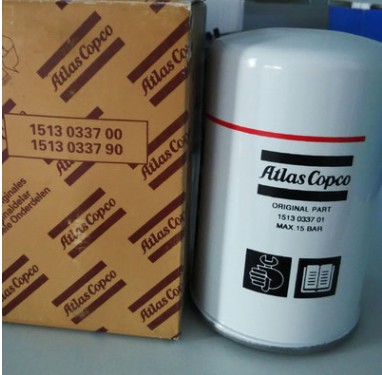 Atlas Copco
Atlas Copco
1513 0337 00
1513 0337 90
Atlas Copco
Atlas Copco
Onderdelen
Atlas Copco
Atlas Copco
Atlas Copco
ORIGINAL PART
1513 0337 01
MAX.15 BAR